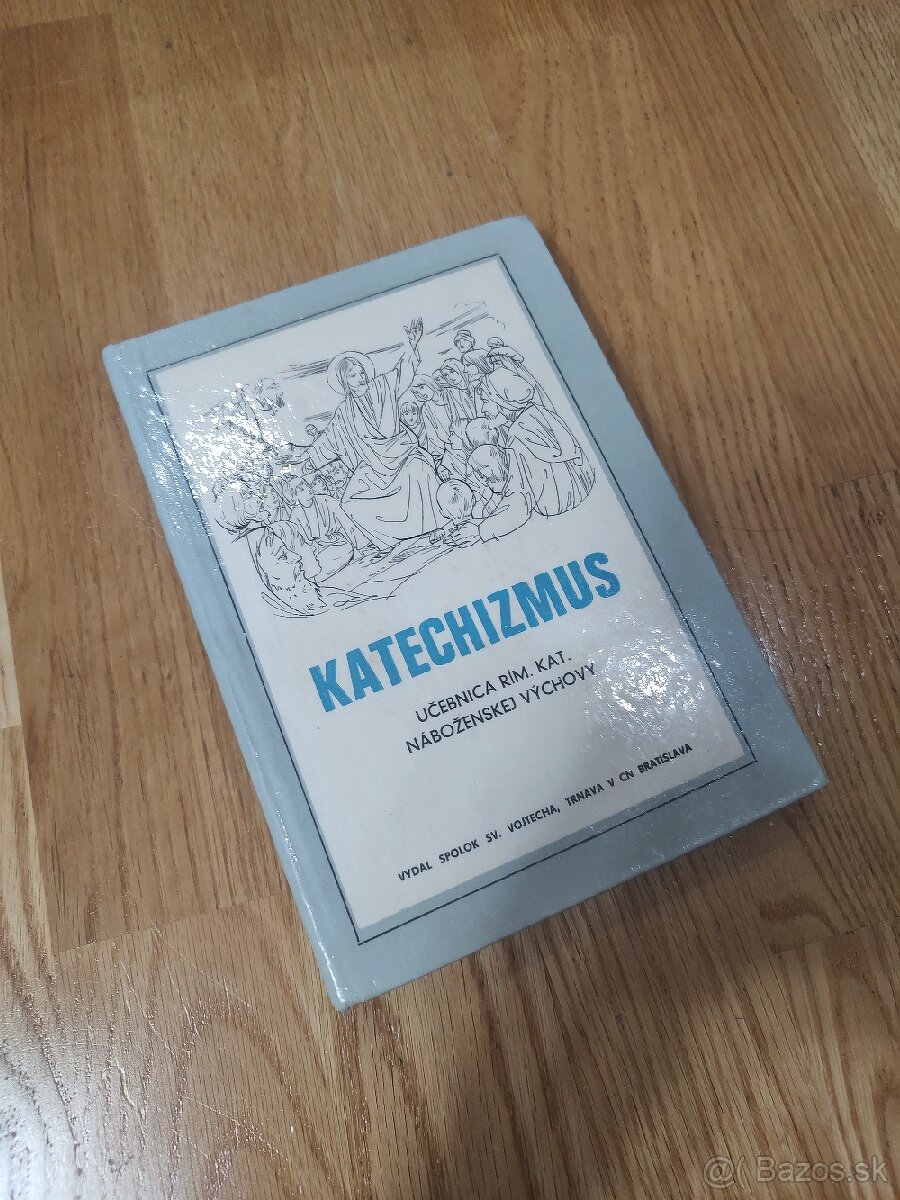 KATECHIZMUS
UČEBNICA RÍM. KAT.
NÁBOŽENSKEJ VÝCHOVY
VYDAL SPOLOK SV. VOJTECHA, TRNAVA V CN BRATISLAVA
@( Bazos.sk